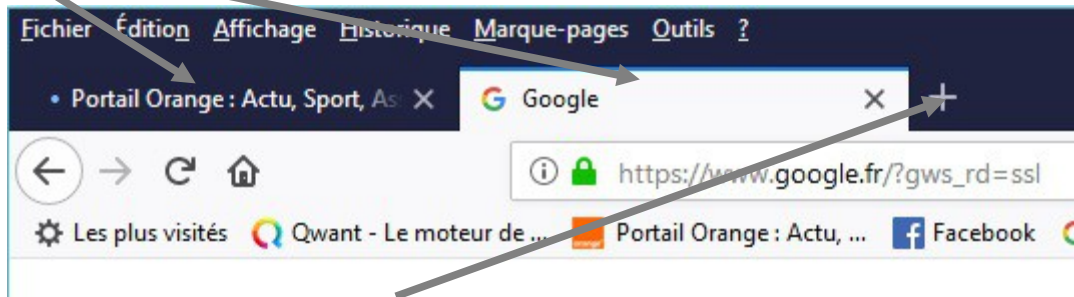 Fichier Édition Affichage Historique Marque-pages Outils ?
Portail Orange : Actu, Sport, As Google
https://www.google.fr/?gws_rd=ssl
Les plus visités Qwant - Le moteur de ... Portail Orange : Actu, ... Facebook